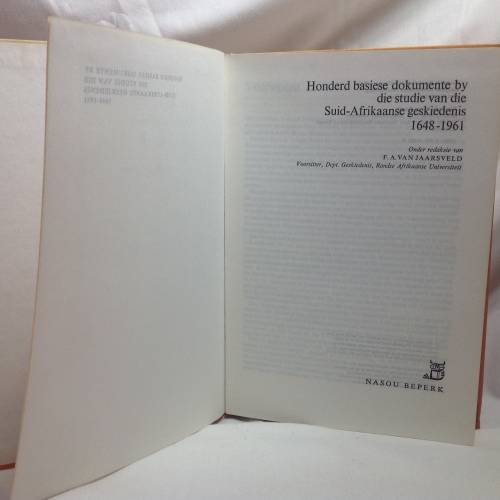 Honderd basiese dokumente by
die studie van die
Suid-Afrikaanse geskiedenis
1648-1961
Onder redaksie van
F. A. VAN JAARSVELD
Voorsitter, Dept. Geskiedenis, Randse Afrikaanse Universiteit
NASOU BEPERK